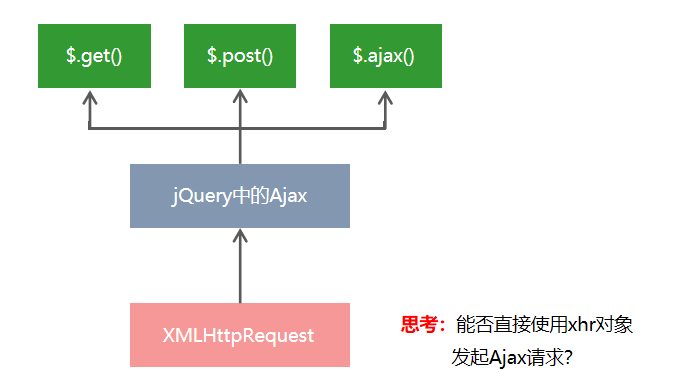 $.get()
$.post()
$.ajax()
jQuery中的Ajax
XMLHttpRequest
思考：能否直接使用xhr对象
发起Ajax请求?